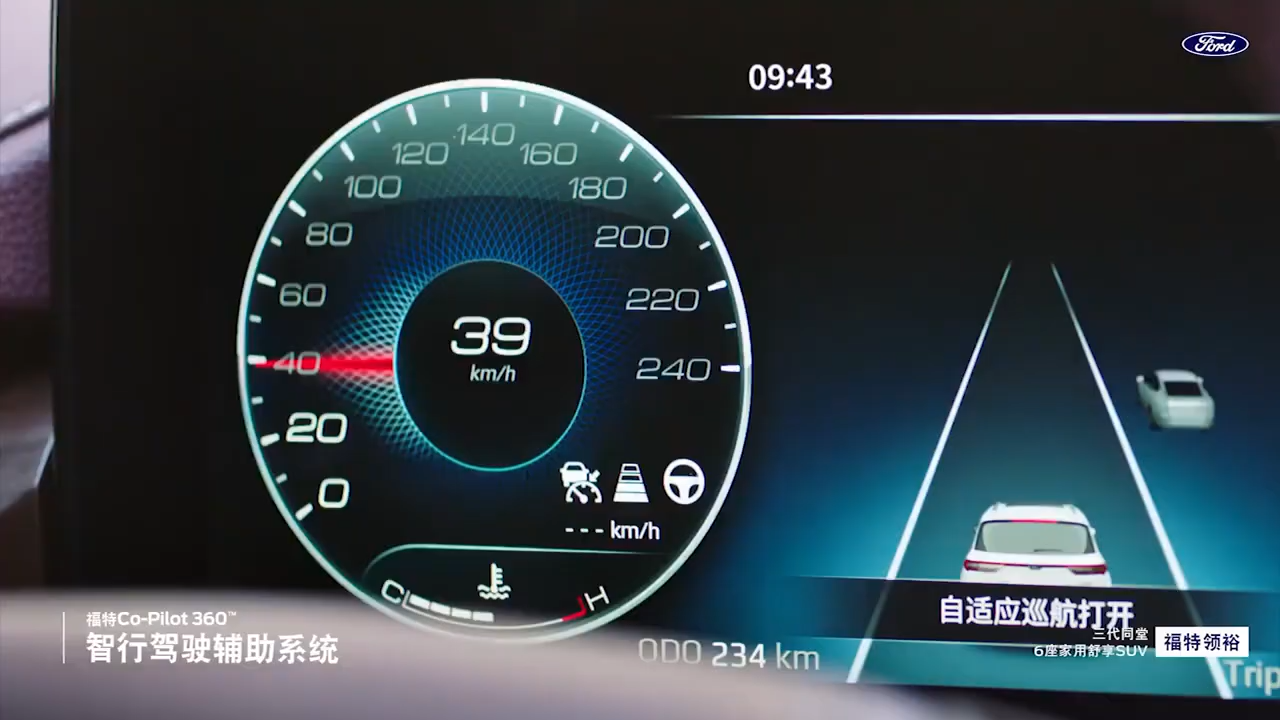 Ford
09:43
140
120
160
100
180
80
200
60
220
40
240
20
0
39
km/h
--- km/h
C
H
自适应巡航打开
ODO 234 km
Trip
福特Co-Pilot 360™
智行驾驶辅助系统
三代同堂
6座家用舒享SUV
福特领裕